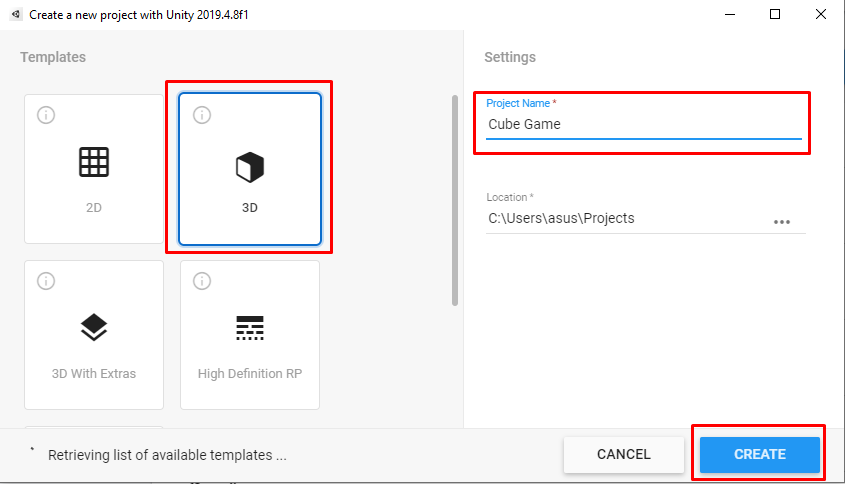 Create a new project with Unity 2019.4.8f1
Templates
2D
3D
3D With Extras
High Definition RP
Settings
Project Name *
Cube Game
Location *
C:\Users\asus\Projects
Retrieving list of available templates ...
CANCEL
CREATE